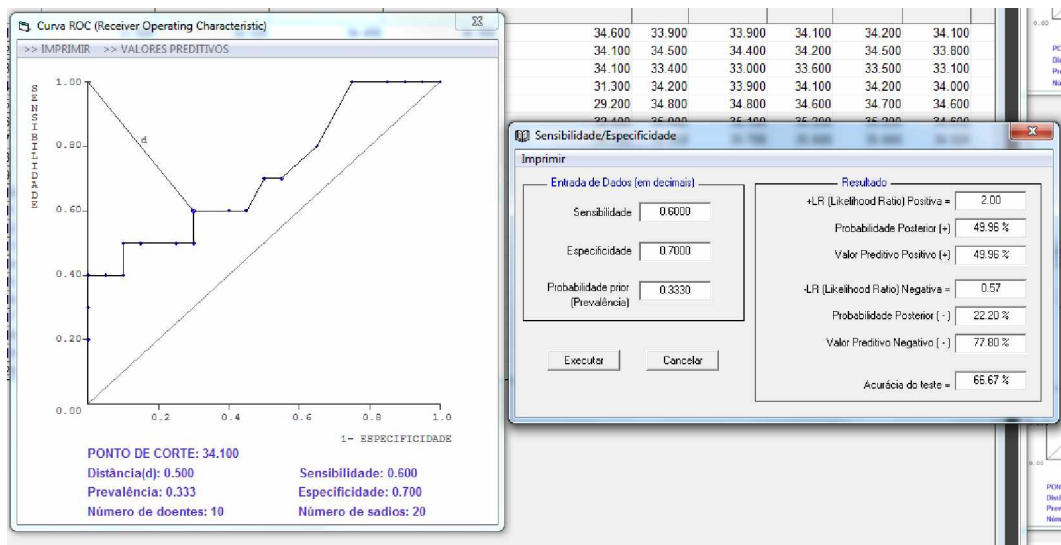 Curva ROC (Receiver Operating Characteristic)
>> IMPRIMIR >> VALORES PREDITIVOS
SENSIBILIDADE
1.00
0.80
0.60
0.40
0.20
0.00
d
0.2 0.4 0.6 0.8 1.0
1- ESPECIFICIDADE
PONTO DE CORTE: 34.100
Distância(d): 0.500 Sensibilidade: 0.600
Prevalência: 0.333 Especificidade: 0.700
Número de doentes: 10 Número de sadios: 20
34.600 33.900 33.900 34.100 34.200 34.100
34.100 34.500 34.400 34.200 34.500 33.800
34.100 33.400 33.000 33.600 33.500 33.100
31.300 34.200 33.900 34.100 34.200 34.000
29.200 34.800 34.800 34.600 34.700 34.600
Sensibilidade/Especificidade
Imprimir
Entrada de Dados (em decimais)
Sensibilidade 0.6000
Especificidade 0.7000
Probabilidade prior
(Prevalência) 0.3330
Executar Cancelar
Resultado
+LR (Likelihood Ratio) Positiva = 2.00
Probabilidade Posterior (+) 49.96 %
Valor Preditivo Positivo (+) 49.96 %
-LR (Likelihood Ratio) Negativa = 0.57
Probabilidade Posterior ( - ) 22.20 %
Valor Preditivo Negativo ( - ) 77.80 %
Acurácia do teste = 66.67 %